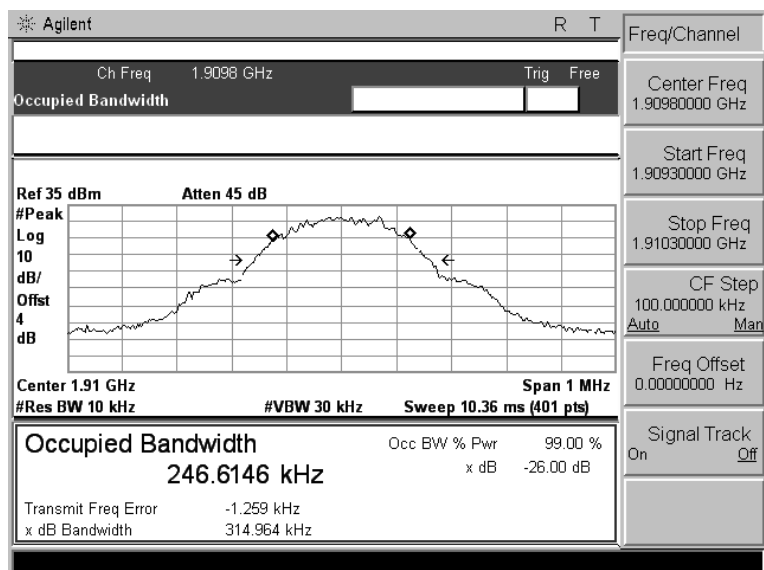 Agilent R T
Freq/Channel
Ch Freq 1.9098 GHz Trig Free
Occupied Bandwidth
Center Freq
1.90980000 GHz
Start Freq
1.90930000 GHz
Stop Freq
1.91030000 GHz
CF Step
100.000000 kHz
Auto Man
Freq Offset
0.00000000 Hz
Signal Track
On Off
Ref 35 dBm Atten 45 dB
#Peak
Log
10
dB/
Offst
4
dB
Center 1.91 GHz Span 1 MHz
#Res BW 10 kHz #VBW 30 kHz Sweep 10.36 ms (401 pts)
Occupied Bandwidth Occ BW % Pwr 99.00 %
246.6146 kHz x dB -26.00 dB
Transmit Freq Error -1.259 kHz
x dB Bandwidth 314.964 kHz